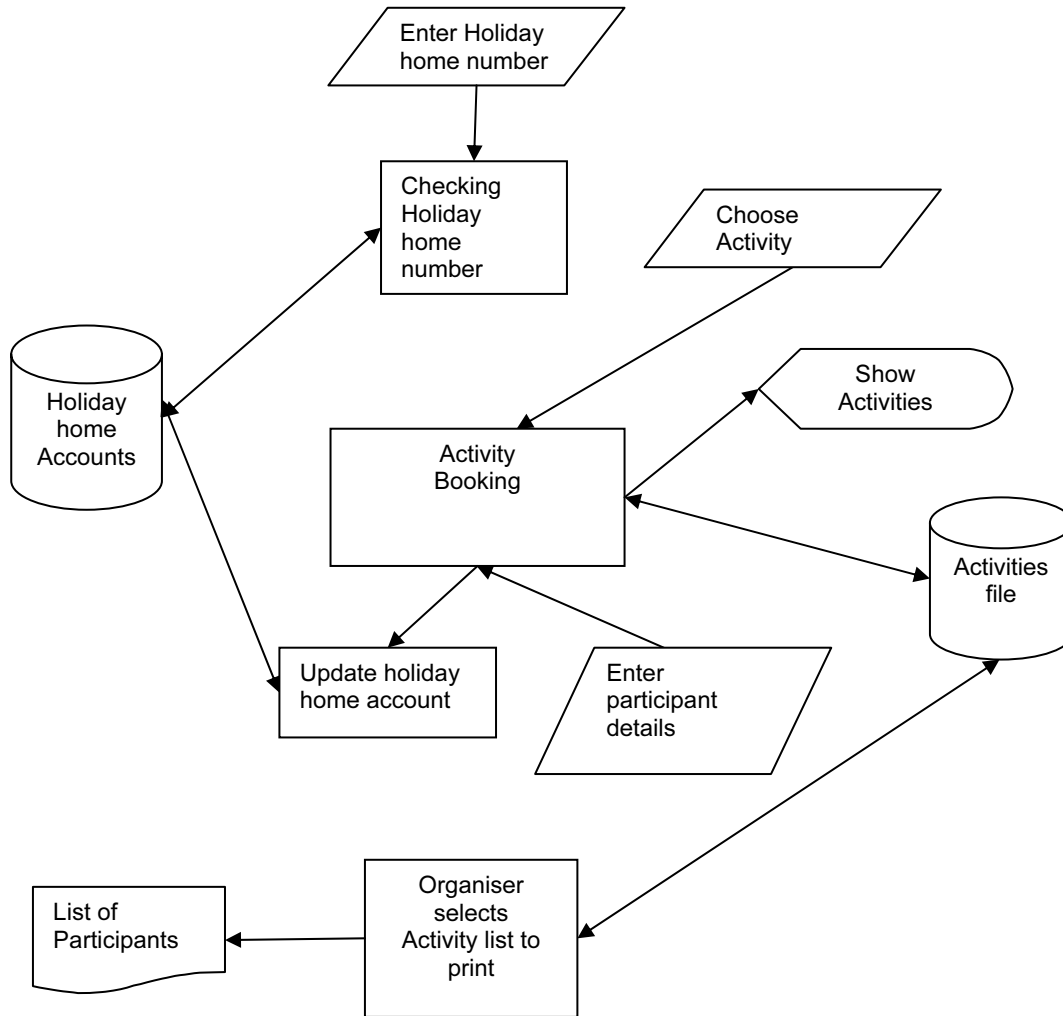 Enter Holiday
home number
Checking
Holiday
home
number
Choose
Activity
Holiday
home
Accounts
Show
Activities
Activity
Booking
Activities
file
Update holiday
home account
Enter
participant
details
Organiser
selects
Activity list to
print
List of
Participants